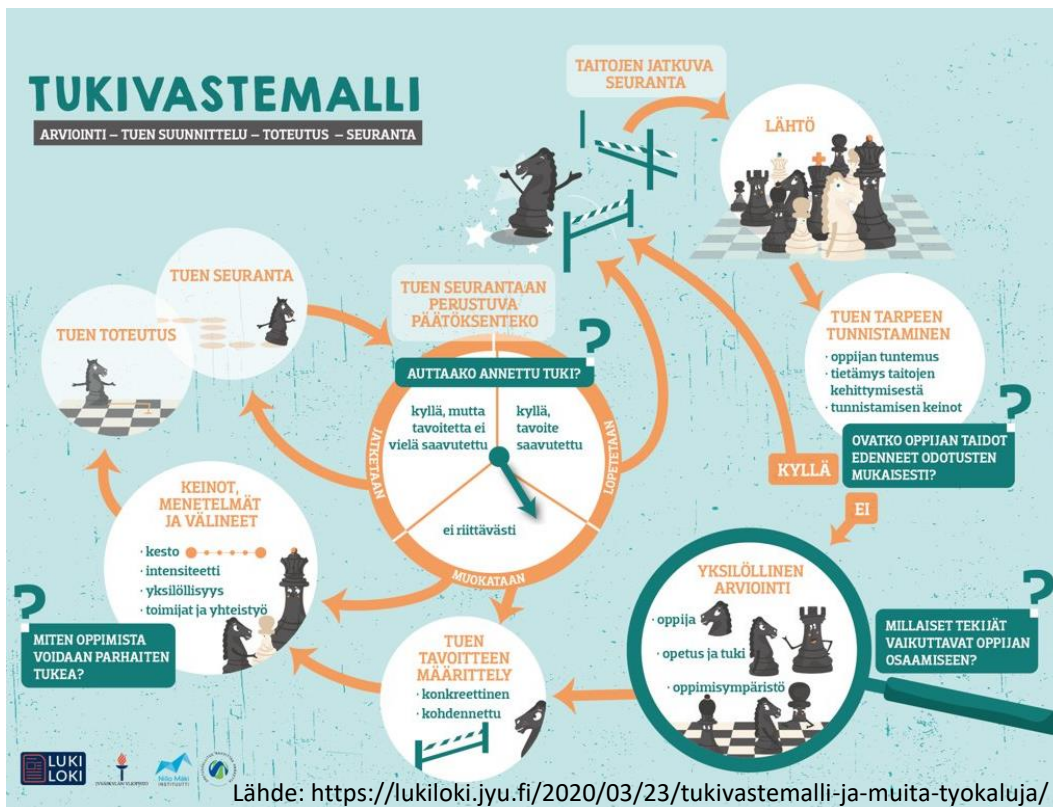 TUKIVASTEMALLI
ARVIOINTI – TUEN SUUNNITTELU – TOTEUTUS – SEURANTA
TAITOJEN JATKUVA
SEURANTA
LÄHTÖ
TUEN TARPEEN
TUNNISTAMINEN
· oppijan tuntemus
· tietämys taitojen
kehittymisestä
· tunnistamisen keinot
?
OVATKO OPPIJAN TAIDOT
EDENNEET ODOTUSTEN
MUKAISESTI?
KYLLÄ
EI
YKSILÖLLINEN
ARVIOINTI
· oppija
· opetus ja tuki
· oppimisympäristö
?
MILLAISET TEKIJÄT
VAIKUTTAVAT OPPIJAN
OSAAMISEEN?
TUEN
TAVOITTEEN
MÄÄRITTELY
· konkreettinen
· kohdennettu
KEINOT,
MENETELMÄT
JA VÄLINEET
· kesto
· intensiteetti
· yksilöllisyys
· toimijat ja yhteistyö
?
MITEN OPPIMISTA
VOIDAAN PARHAITEN
TUKEA?
TUEN TOTEUTUS
TUEN SEURANTA
TUEN SEURANTAAN
PERUSTUVA
PÄÄTÖKSENTEKO
?
AUTTAAKO ANNETTU TUKI?
kyllä, mutta
tavoitetta ei
vielä saavutettu
kyllä,
tavoite
saavutettu
ei riittävästi
JATKETAAN
LOPETETAAN
MUOKATAAN
LUKI
LOKI
JYVÄSKYLÄN YLIOPISTO
Niilo Mäki
INSTITUUTTI
Lähde: https://lukiloki.jyu.fi/2020/03/23/tukivastemalli-ja-muita-tyokaluja/